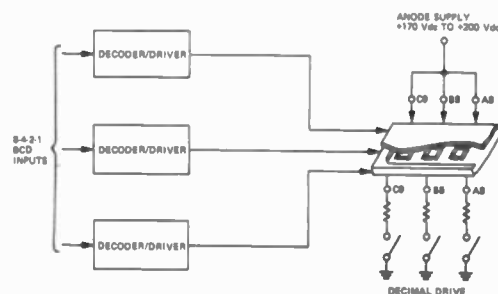 ANODE SUPPLY
+170 Vdc TO +200 Vdc
DECODER/DRIVER
C9 B8 A8
8-4-2-1
BCD
INPUTS
DECODER/DRIVER
C9 B8 A8
DECODER/DRIVER
DECIMAL DRIVE